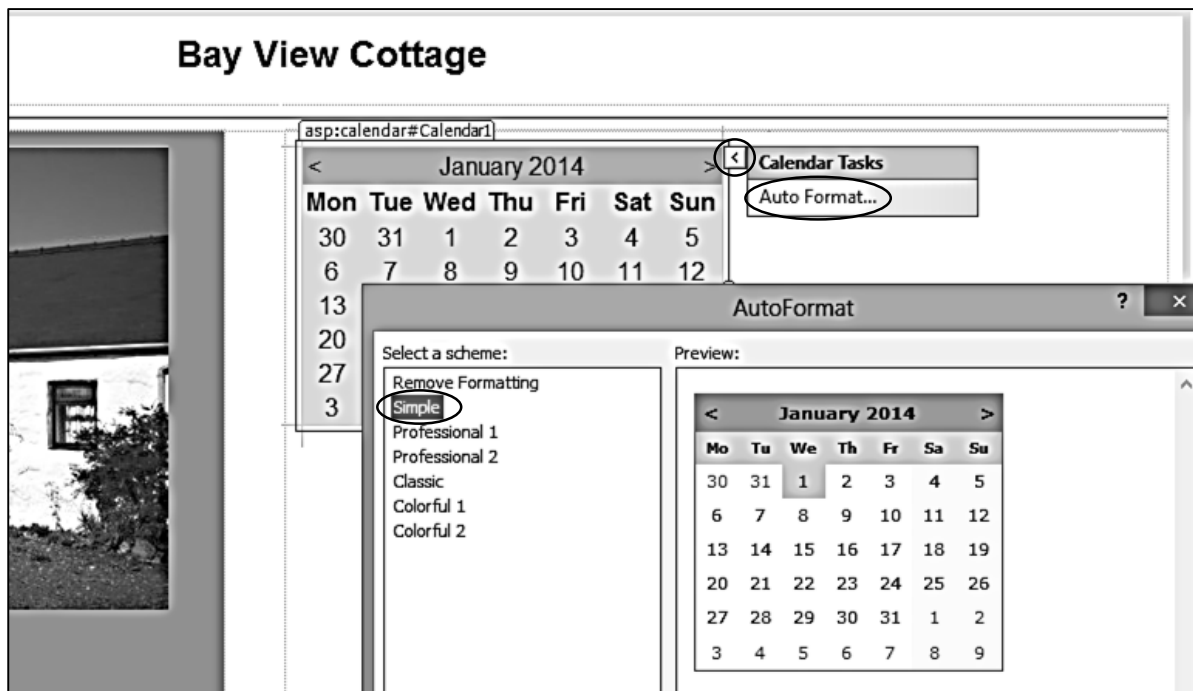 Bay View Cottage
asp:calendar#Calendar1
< January 2014 >
Mon Tue Wed Thu Fri Sat Sun
30 31 1 2 3 4 5
6 7 8 9 10 11 12
13
20
27
3
<
Calendar Tasks
Auto Format...
AutoFormat ? ×
Select a scheme:
Remove Formatting
Simple
Professional 1
Professional 2
Classic
Colorful 1
Colorful 2
Preview:
< January 2014 >
Mo Tu We Th Fr Sa Su
30 31 1 2 3 4 5
6 7 8 9 10 11 12
13 14 15 16 17 18 19
20 21 22 23 24 25 26
27 28 29 30 31 1 2
3 4 5 6 7 8 9